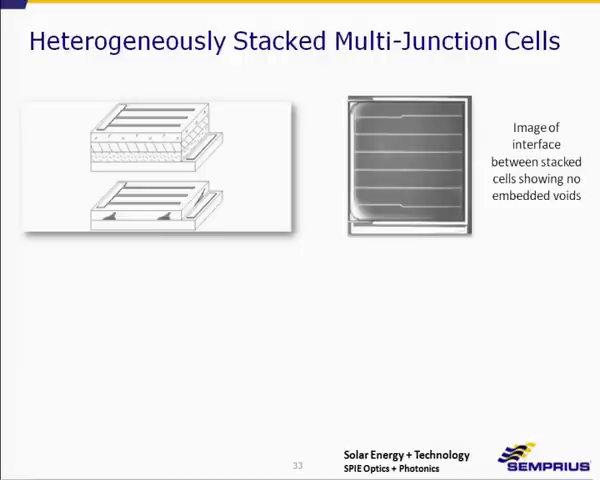 Heterogeneously Stacked Multi-Junction Cells
Image of
interface
between stacked
cells showing no
embedded voids
33
Solar Energy + Technology
SPIE Optics + Photonics
SEMPRIUS